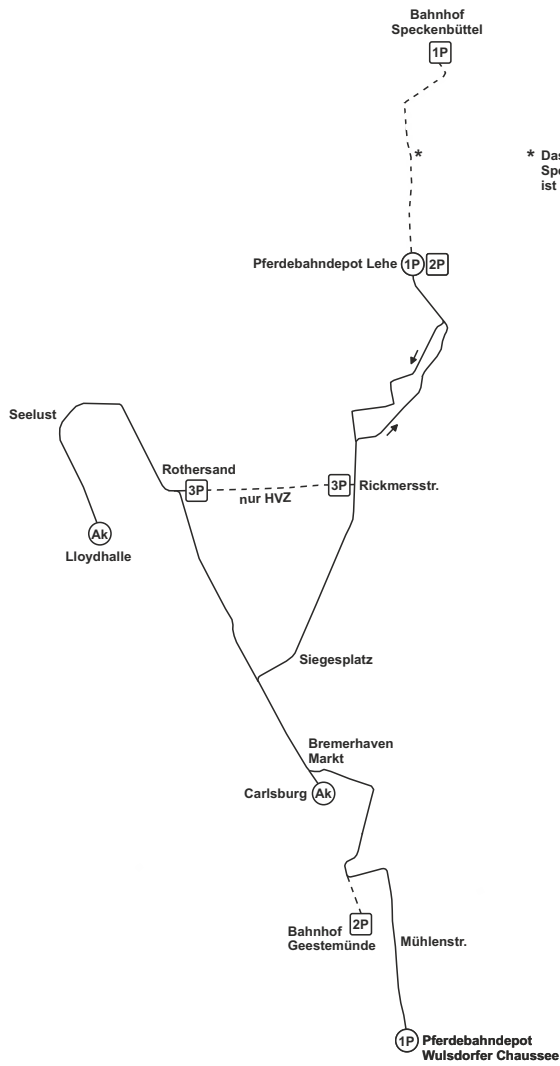 Bahnhof
Speckenbüttel
1P
*
* Das
Spe
ist
Pferdebahndepot Lehe 1P 2P
Seelust
Rothersand
3P
nur HVZ
3P Rickmersstr.
Ak
Lloydhalle
Siegesplatz
Bremerhaven
Markt
Carlsburg Ak
2P
Bahnhof
Geestemünde
Mühlenstr.
1P Pferdebahndepot
Wulsdorfer Chaussee